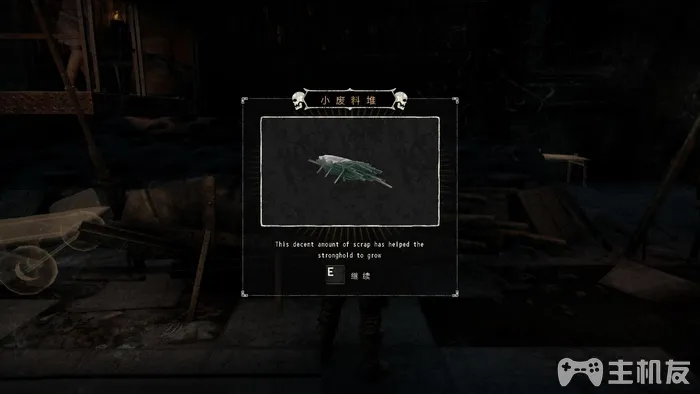 小废料堆
This decent amount of scrap has helped the
stronghold to grow
E 继续
主机友